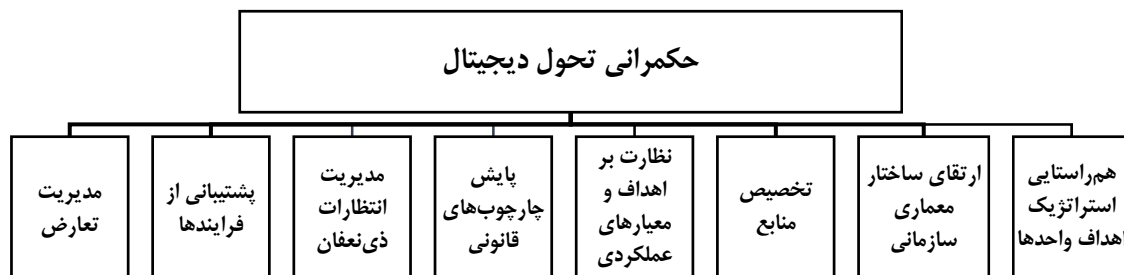 حکمرانی تحول دیجیتال
هم‌راستایی
استراتژیک
اهداف واحدها
ارتقای ساختار
معماری
سازمانی
تخصیص
منابع
نظارت بر
اهداف و
معیارهای
عملکردی
پایش
چارچوب‌های
قانونی
مدیریت
انتظارات
ذی‌نعفان
پشتیبانی از
فرایندها
مدیریت
تعارض